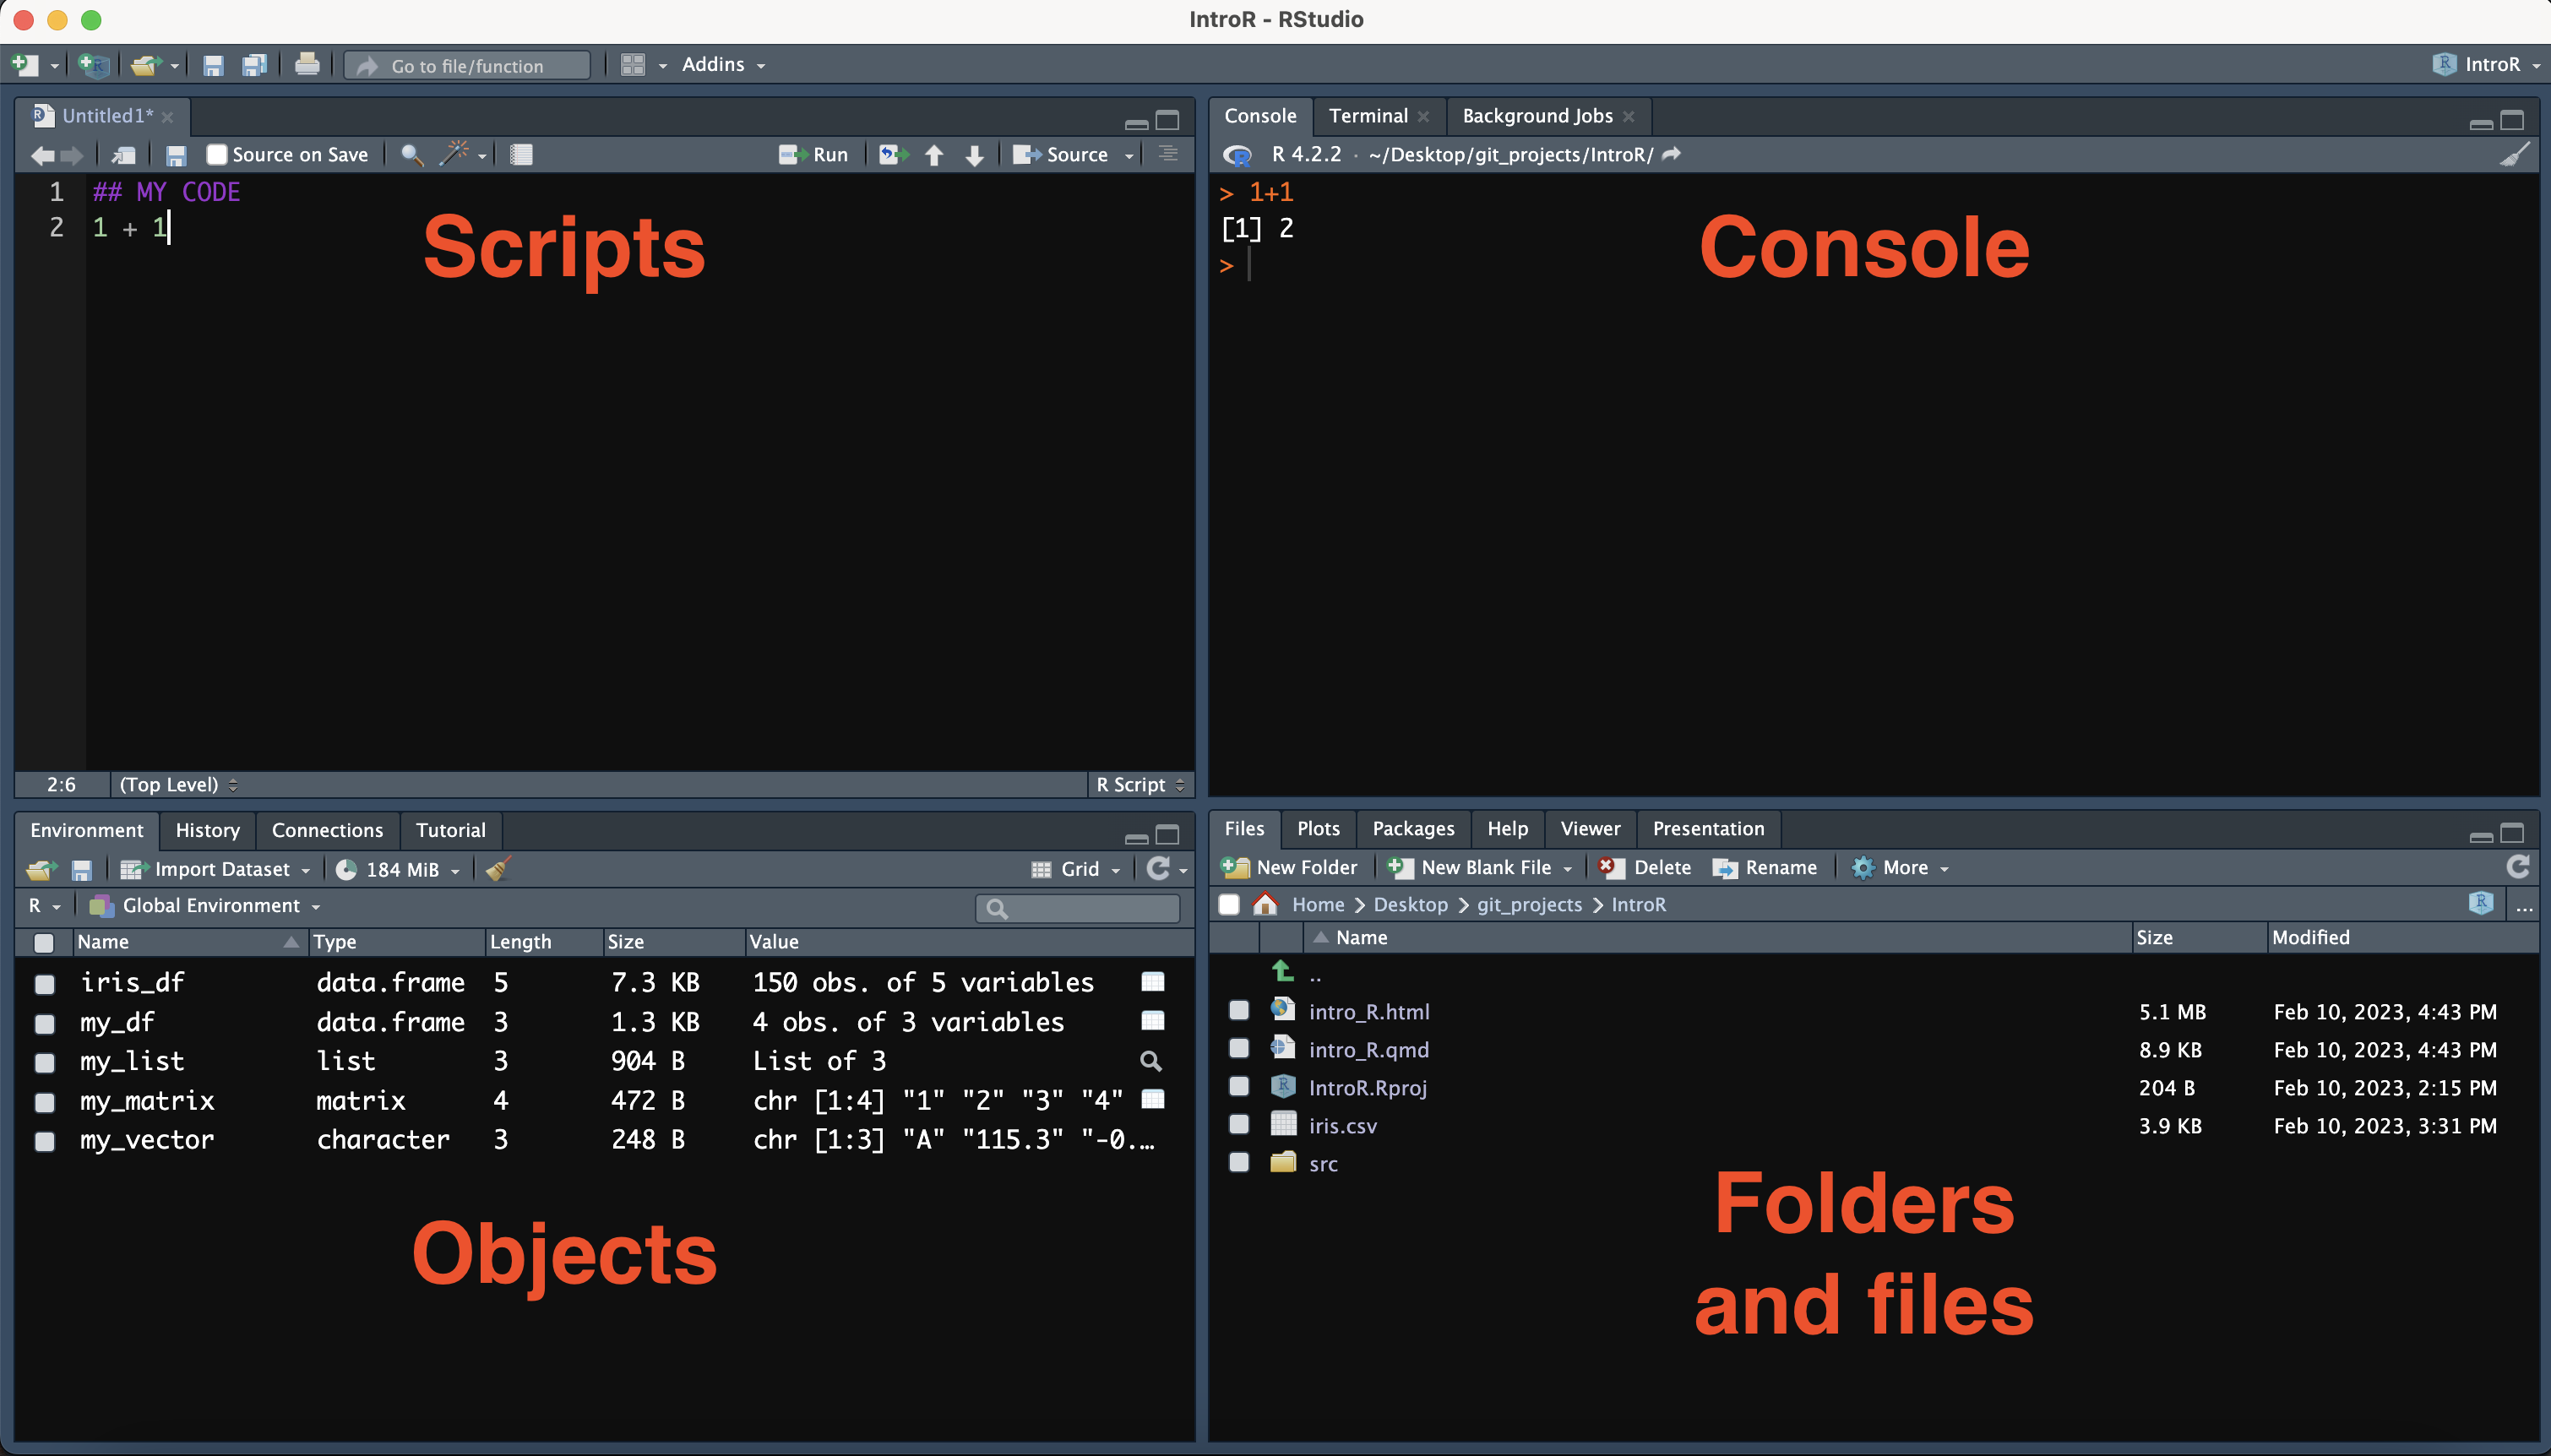 IntroR - RStudio
Go to file/function
Addins
IntroR
Untitled1*
Source on Save
Run
Source
1 ## MY CODE
2 1 + 1
Scripts
2:6 (Top Level) R Script
Console Terminal Background Jobs
R 4.2.2 · ~/Desktop/git_projects/IntroR/
> 1+1
[1] 2
>
Console
Environment History Connections Tutorial
Import Dataset 184 MiB Grid
R Global Environment
Name Type Length Size Value
iris_df data.frame 5 7.3 KB 150 obs. of 5 variables
my_df data.frame 3 1.3 KB 4 obs. of 3 variables
my_list list 3 904 B List of 3
my_matrix matrix 4 472 B chr [1:4] "1" "2" "3" "4"
my_vector character 3 248 B chr [1:3] "A" "115.3" "-0.…
Objects
Files Plots Packages Help Viewer Presentation
New Folder New Blank File Delete Rename More
Home > Desktop > git_projects > IntroR R ...
Name Size Modified
..
intro_R.html 5.1 MB Feb 10, 2023, 4:43 PM
intro_R.qmd 8.9 KB Feb 10, 2023, 4:43 PM
IntroR.Rproj 204 B Feb 10, 2023, 2:15 PM
iris.csv 3.9 KB Feb 10, 2023, 3:31 PM
src
Folders
and files